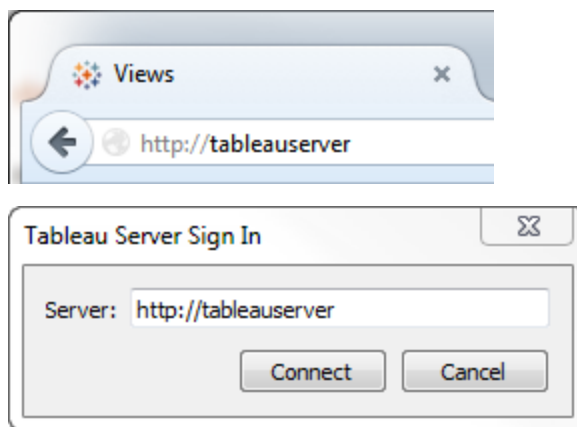 Views
http://tableauserver
Tableau Server Sign In
Server: http://tableauserver
Connect Cancel